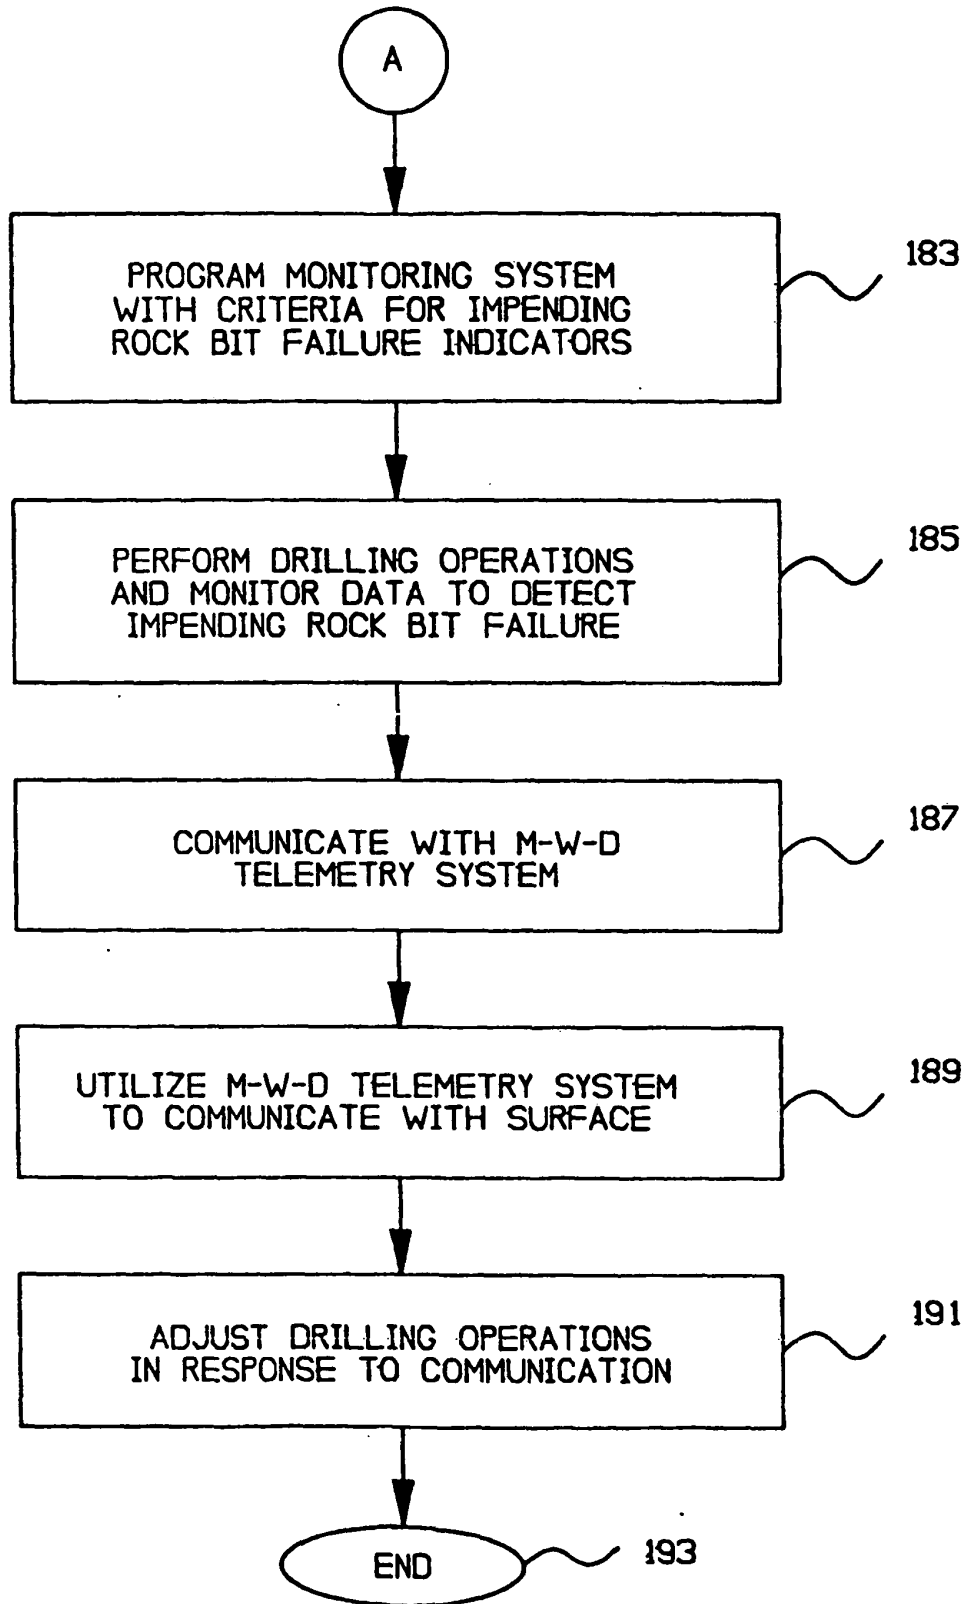 A
PROGRAM MONITORING SYSTEM
WITH CRITERIA FOR IMPENDING
ROCK BIT FAILURE INDICATORS
183
PERFORM DRILLING OPERATIONS
AND MONITOR DATA TO DETECT
IMPENDING ROCK BIT FAILURE
185
COMMUNICATE WITH M-W-D
TELEMETRY SYSTEM
187
UTILIZE M-W-D TELEMETRY SYSTEM
TO COMMUNICATE WITH SURFACE
189
ADJUST DRILLING OPERATIONS
IN RESPONSE TO COMMUNICATION
191
END
193